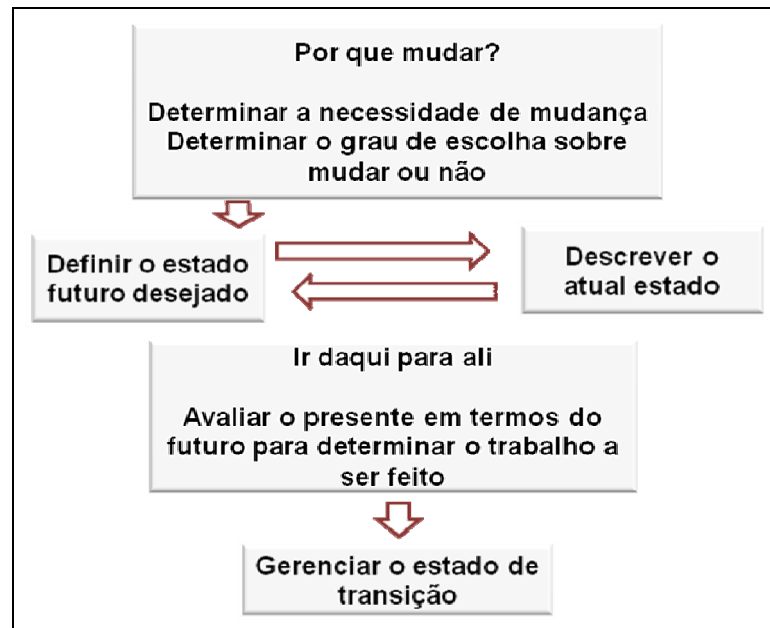 Por que mudar?
Determinar a necessidade de mudança
Determinar o grau de escolha sobre
mudar ou não
Definir o estado
futuro desejado
Descrever o
atual estado
Ir daqui para ali
Avaliar o presente em termos do
futuro para determinar o trabalho a
ser feito
Gerenciar o estado de
transição